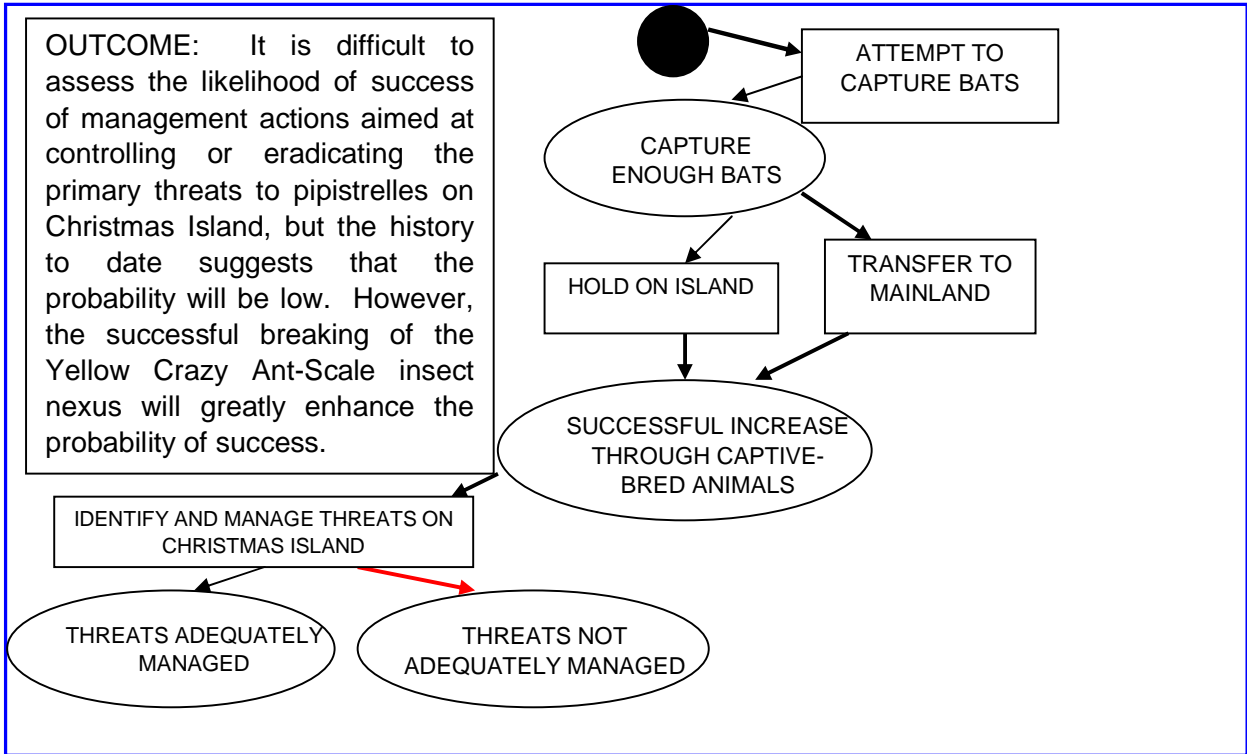 OUTCOME: It is difficult to
assess the likelihood of success
of management actions aimed at
controlling or eradicating the
primary threats to pipistrelles on
Christmas Island, but the history
to date suggests that the
probability will be low. However,
the successful breaking of the
Yellow Crazy Ant-Scale insect
nexus will greatly enhance the
probability of success.
ATTEMPT TO
CAPTURE BATS
CAPTURE
ENOUGH BATS
HOLD ON ISLAND
TRANSFER TO
MAINLAND
SUCCESSFUL INCREASE
THROUGH CAPTIVE-
BRED ANIMALS
IDENTIFY AND MANAGE THREATS ON
CHRISTMAS ISLAND
THREATS ADEQUATELY
MANAGED
THREATS NOT
ADEQUATELY MANAGED